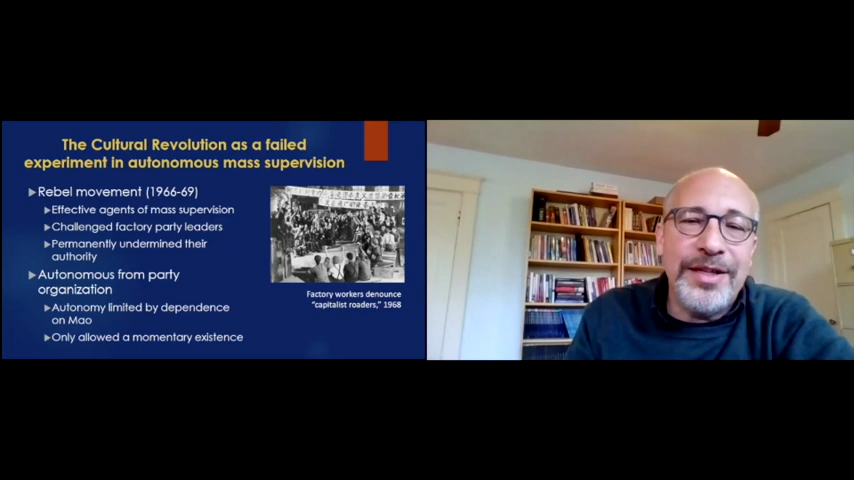 The Cultural Revolution as a failed
experiment in autonomous mass supervision
Rebel movement (1966-69)
Effective agents of mass supervision
Challenged factory party leaders
Permanently undermined their
authority
Autonomous from party
organization
Autonomy limited by dependence
on Mao
Only allowed a momentary existence
Factory workers denounce
"capitalist roaders," 1968